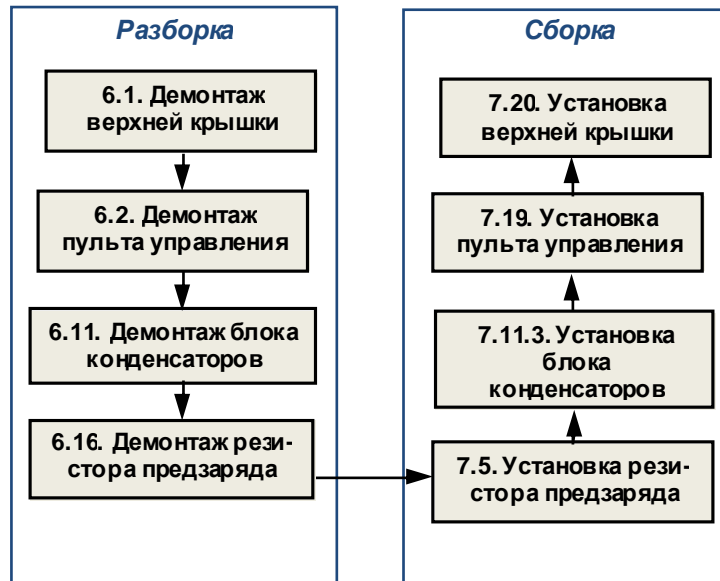 Разборка
6.1. Демонтаж
верхней крышки
6.2. Демонтаж
пульта управления
6.11. Демонтаж блока
конденсаторов
6.16. Демонтаж рези-
стора предзаряда
Сборка
7.20. Установка
верхней крышки
7.19. Установка
пульта управления
7.11.3. Установка
блока
конденсаторов
7.5. Установка рези-
стора предзаряда